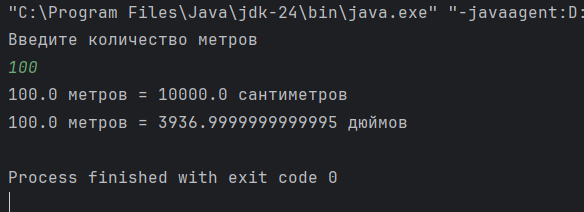 "C:\Program Files\Java\jdk-24\bin\java.exe" "-javaagent:D:
Введите количество метров
100
100.0 метров = 10000.0 сантиметров
100.0 метров = 3936.9999999999995 дюймов
Process finished with exit code 0